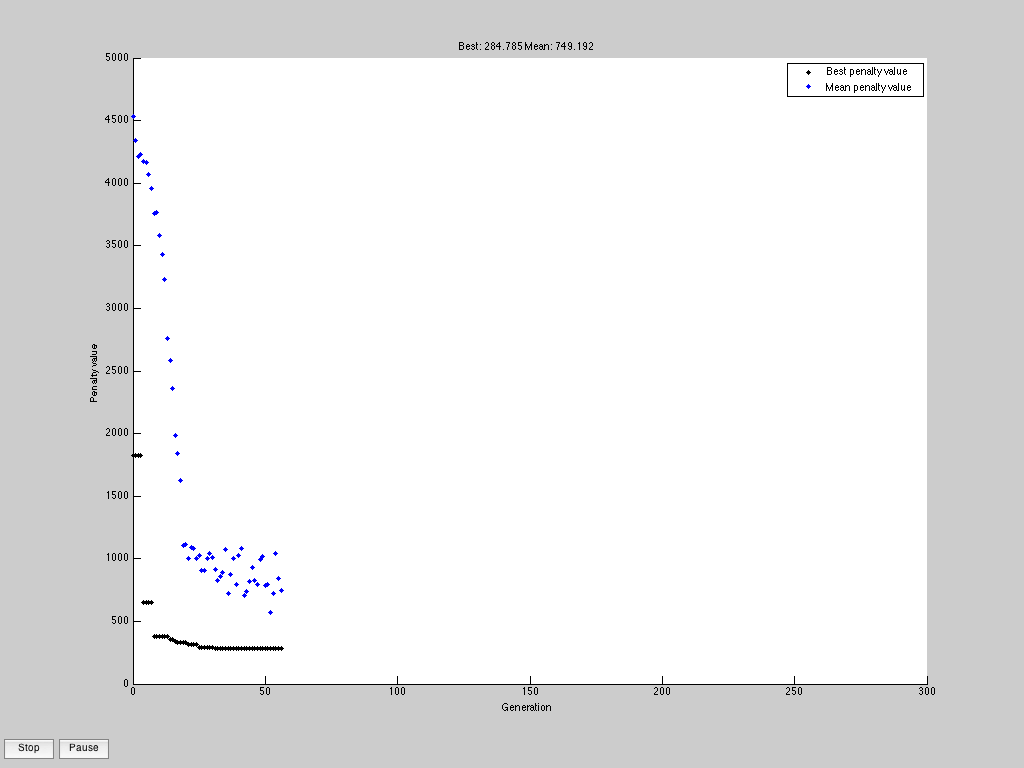 Best: 284.785 Mean: 749.192
5000
Best penalty value
Mean penalty value
4500
4000
3500
3000
2500
Penalty value
2000
1500
1000
500
0
0 50 100 150 200 250 300
Generation
Stop Pause